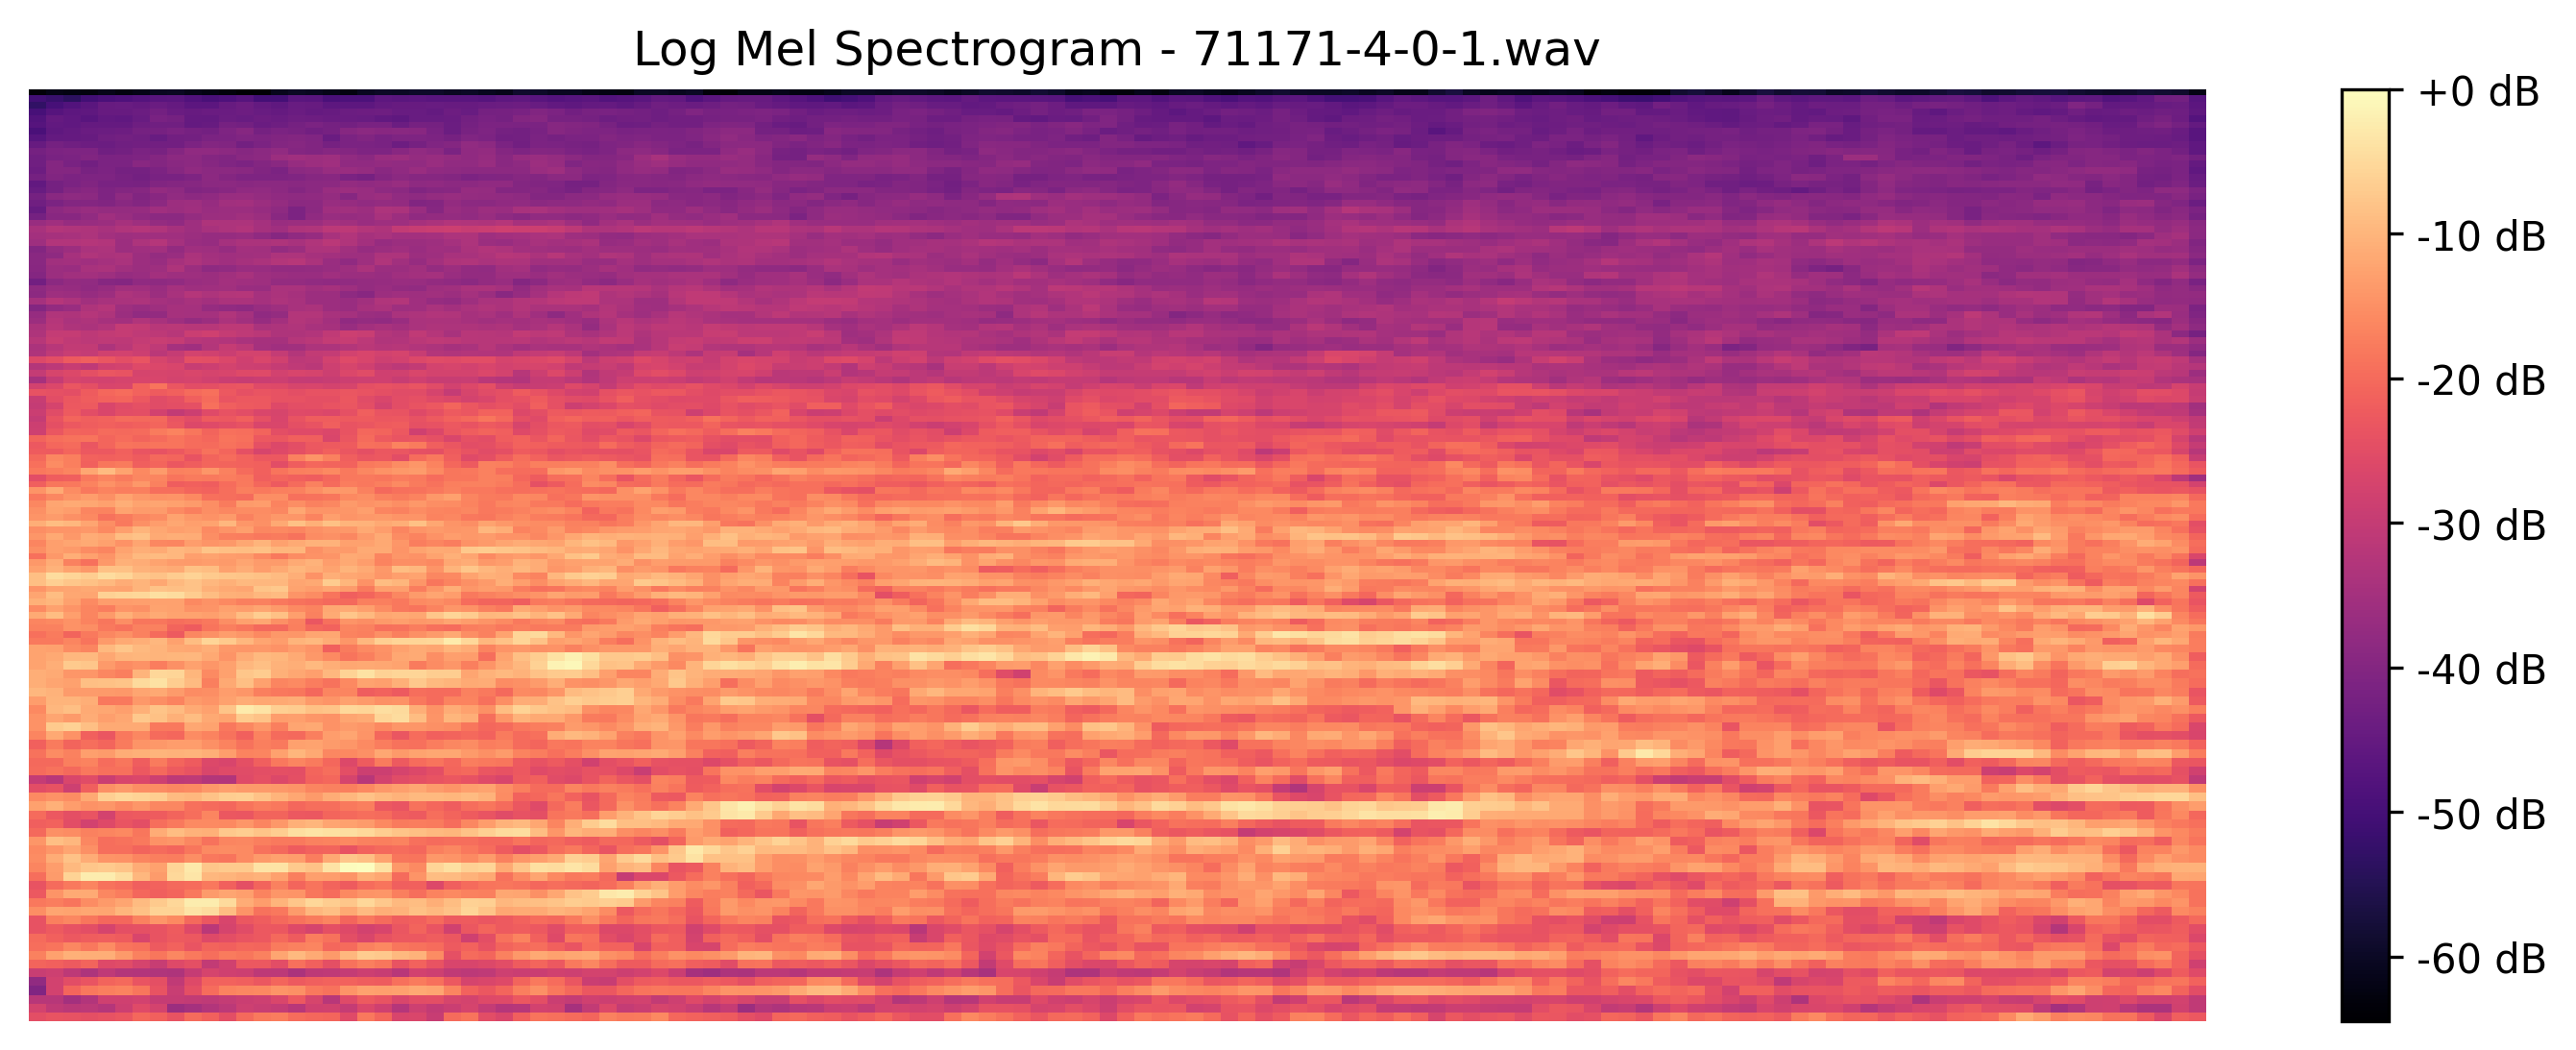 Log Mel Spectrogram - 71171-4-0-1.wav
+0 dB
-10 dB
-20 dB
-30 dB
-40 dB
-50 dB
-60 dB